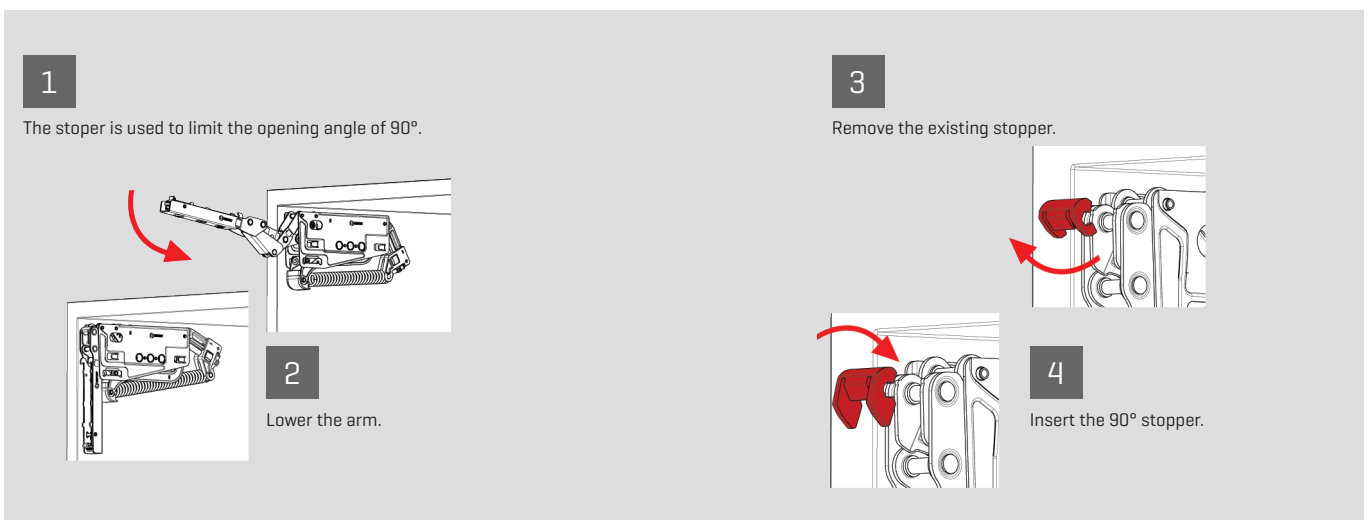 1
The stoper is used to limit the opening angle of 90°.
2
Lower the arm.
3
Remove the existing stopper.
4
Insert the 90° stopper.